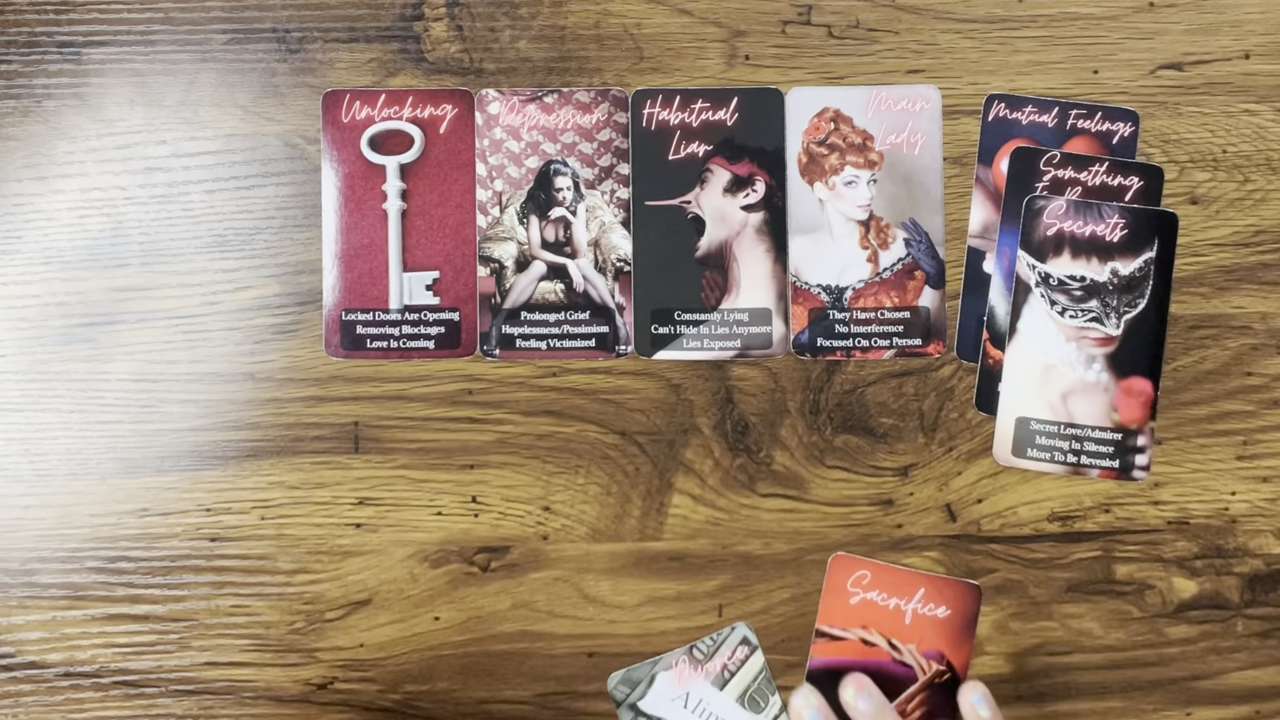 Unlocking
Locked Doors Are Opening
Removing Blockages
Love Is Coming
Depression
Prolonged Grief
Hopelessness/Pessimism
Feeling Victimized
Habitual
Liar
Constantly Lying
Can't Hide In Lies Anymore
Lies Exposed
Main
Lady
They Have Chosen
No Interference
Focused On One Person
Mutual Feelings
Something
Secrets
Secret Love/Admirer
Moving In Silence
More To Be Revealed
Divorce
Sacrifice